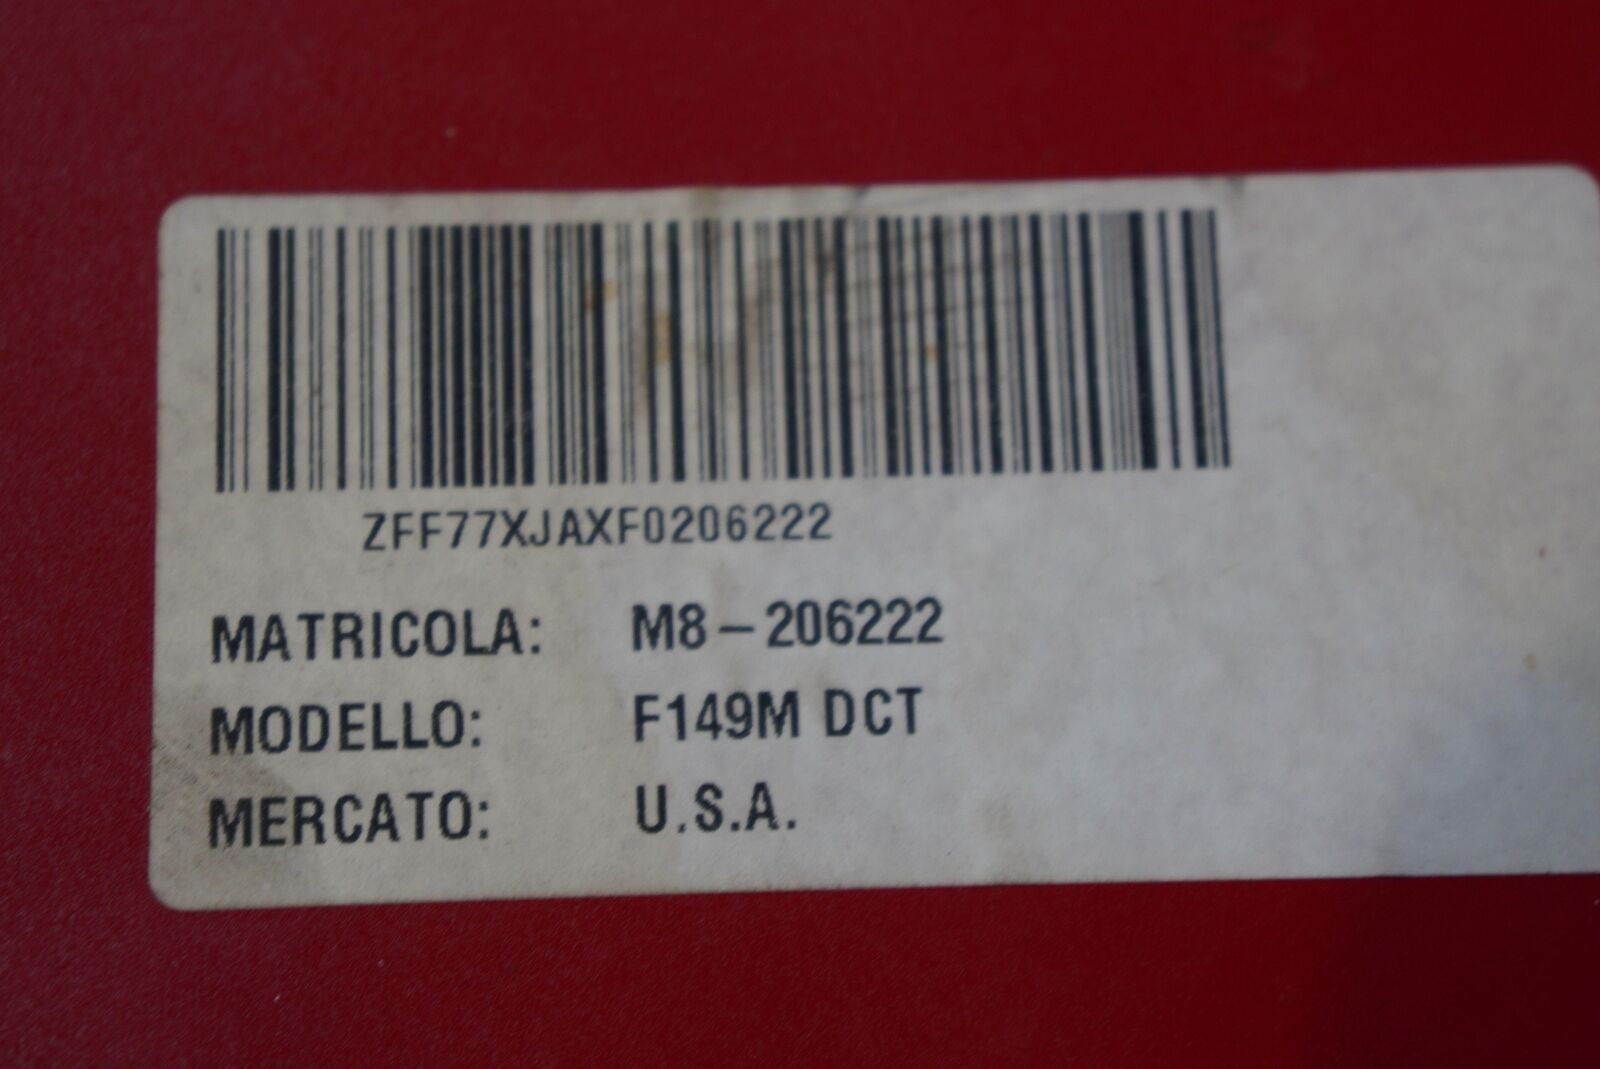 ZFF77XJAXF0206222
MATRICOLA: M8-206222
MODELLO: F149M DCT
MERCATO: U.S.A.